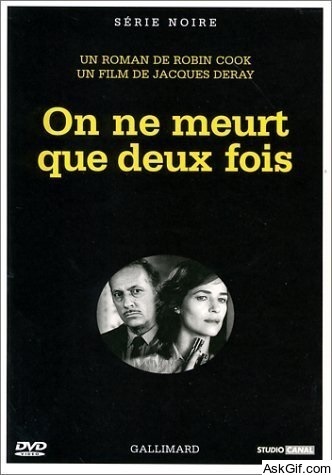 SÉRIE NOIRE
UN ROMAN DE ROBIN COOK
UN FILM DE JACQUES DERAY
On ne meurt
que deux fois
DVD
VIDEO
GALLIMARD
STUDIO CANAL
AskGif.com